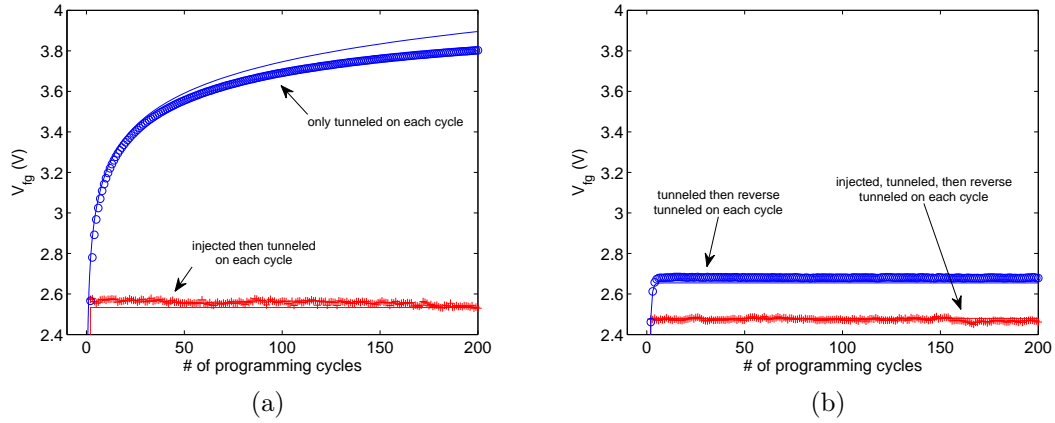 4
3.8
3.6
3.4
3.2
3
2.8
2.6
2.4
V_fg (V)
only tunneled on each cycle
injected then tunneled
on each cycle
0 50 100 150 200
# of programming cycles
(a)
4
3.8
3.6
3.4
3.2
3
2.8
2.6
2.4
V_fg (V)
tunneled then reverse
tunneled on each cycle
injected, tunneled, then reverse
tunneled on each cycle
0 50 100 150 200
# of programming cycles
(b)